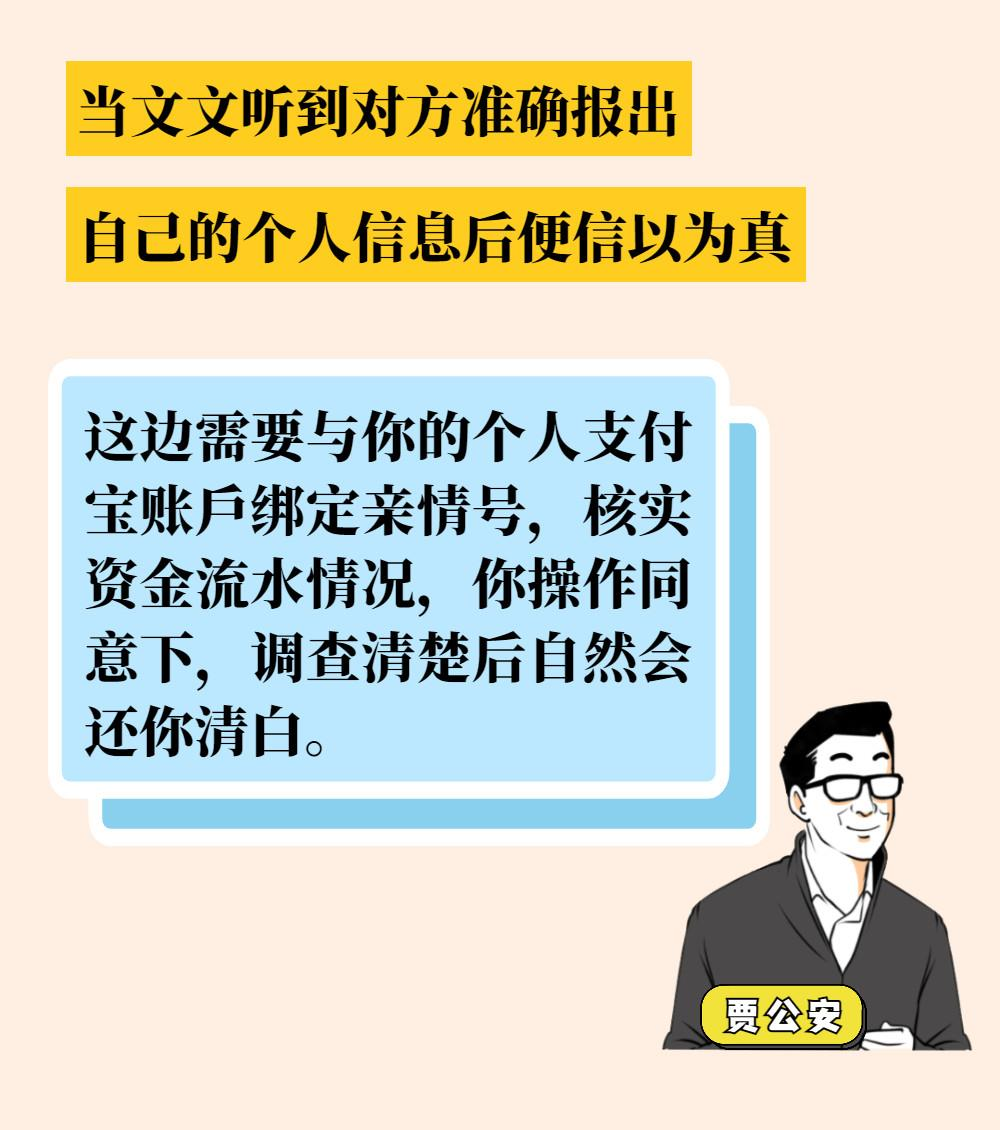 当文文听到对方准确报出
自己的个人信息后便信以为真
这边需要与你的个人支付
宝账戶绑定亲情号，核实
资金流水情况，你操作同
意下，调查清楚后自然会
还你清白。
贾公安